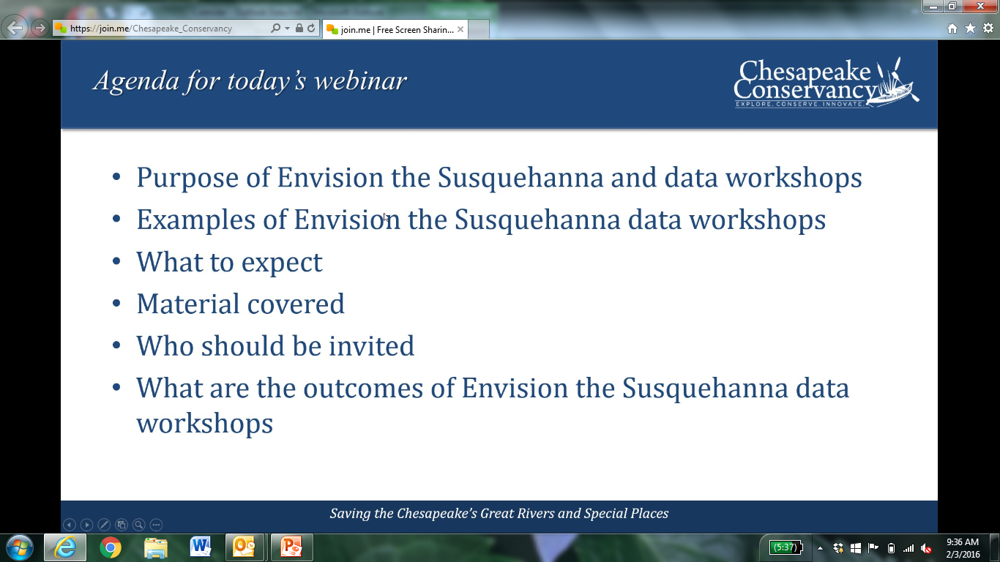 https://join.me/Chesapeake_Conservancy
join.me | Free Screen Sharin...
Agenda for today's webinar
Chesapeake
Conservancy
EXPLORE. CONSERVE. INNOVATE.
• Purpose of Envision the Susquehanna and data workshops
• Examples of Envision the Susquehanna data workshops
• What to expect
• Material covered
• Who should be invited
• What are the outcomes of Envision the Susquehanna data
workshops
Saving the Chesapeake's Great Rivers and Special Places
(5:37)
9:36 AM
2/3/2016